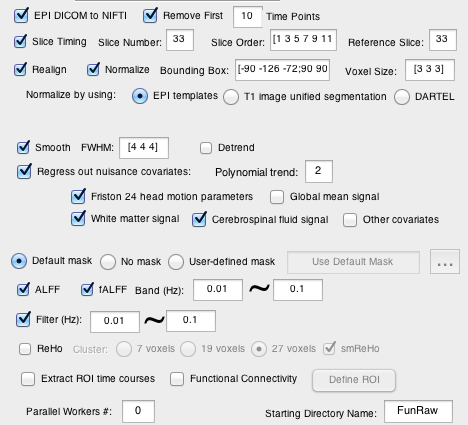 EPI DICOM to NIFTI Remove First 10 Time Points
Slice Timing Slice Number: 33 Slice Order: [1 3 5 7 9 11 Reference Slice: 33
Realign Normalize Bounding Box: [-90 -126 -72;90 90 Voxel Size: [3 3 3]
Normalize by using: EPI templates T1 image unified segmentation DARTEL
Smooth FWHM: [4 4 4] Detrend
Regress out nuisance covariates: Polynomial trend: 2
Friston 24 head motion parameters Global mean signal
White matter signal Cerebrospinal fluid signal Other covariates
Default mask No mask User-defined mask Use Default Mask ...
ALFF fALFF Band (Hz): 0.01 ~ 0.1
Filter (Hz): 0.01 ~ 0.1
ReHo Cluster: 7 voxels 19 voxels 27 voxels smReHo
Extract ROI time courses Functional Connectivity Define ROI
Parallel Workers #: 0 Starting Directory Name: FunRaw